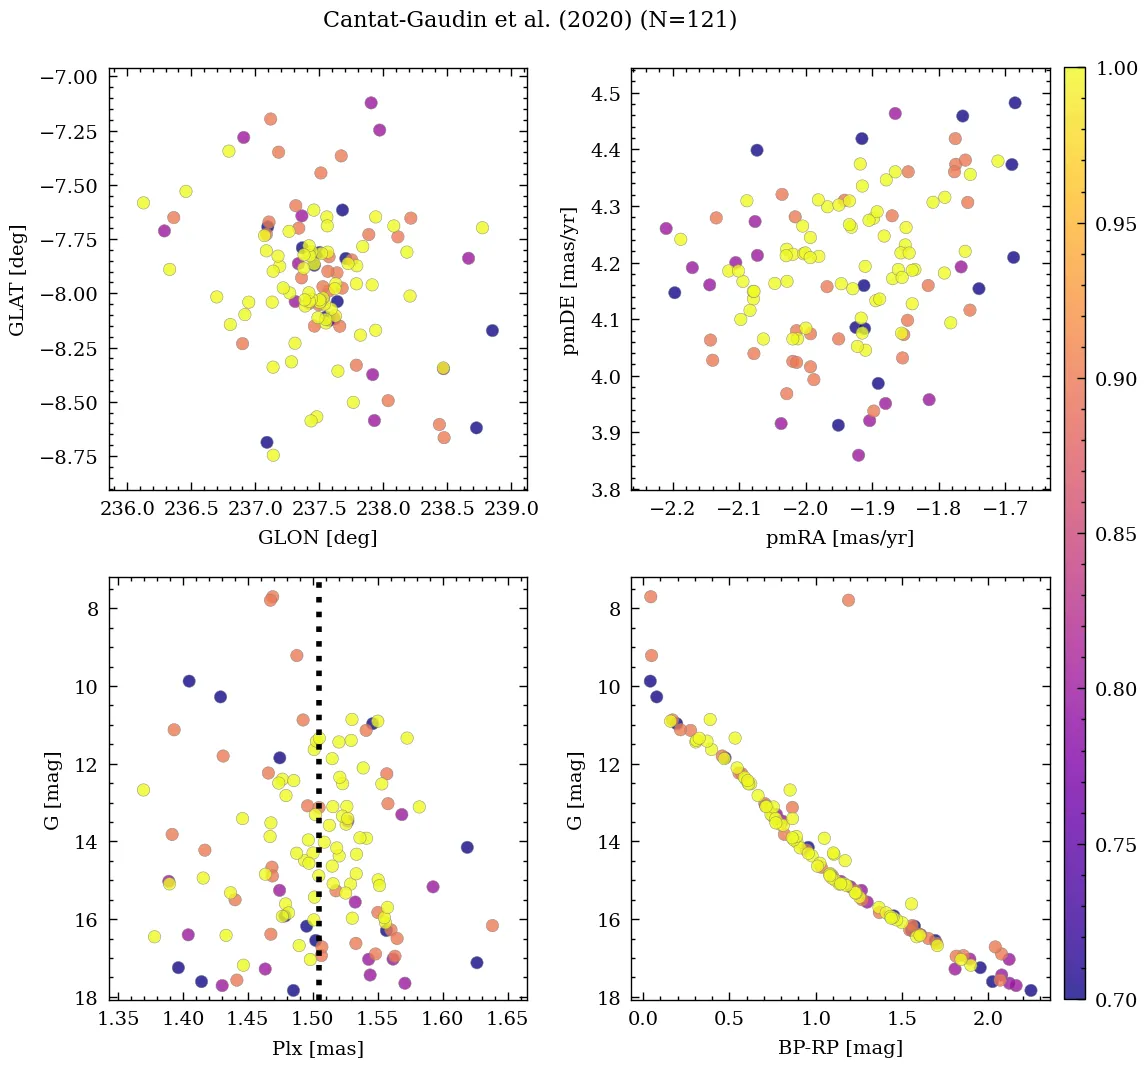 Cantat-Gaudin et al. (2020) (N=121)
−7.00
−7.25
−7.50
−7.75
−8.00
−8.25
−8.50
−8.75
GLAT [deg]
236.0 236.5 237.0 237.5 238.0 238.5 239.0
GLON [deg]
4.5
4.4
4.3
4.2
4.1
4.0
3.9
3.8
pmDE [mas/yr]
−2.2 −2.1 −2.0 −1.9 −1.8 −1.7
pmRA [mas/yr]
8
10
12
14
16
18
G [mag]
1.35 1.40 1.45 1.50 1.55 1.60 1.65
Plx [mas]
8
10
12
14
16
18
G [mag]
0.0 0.5 1.0 1.5 2.0
BP-RP [mag]
1.00
0.95
0.90
0.85
0.80
0.75
0.70